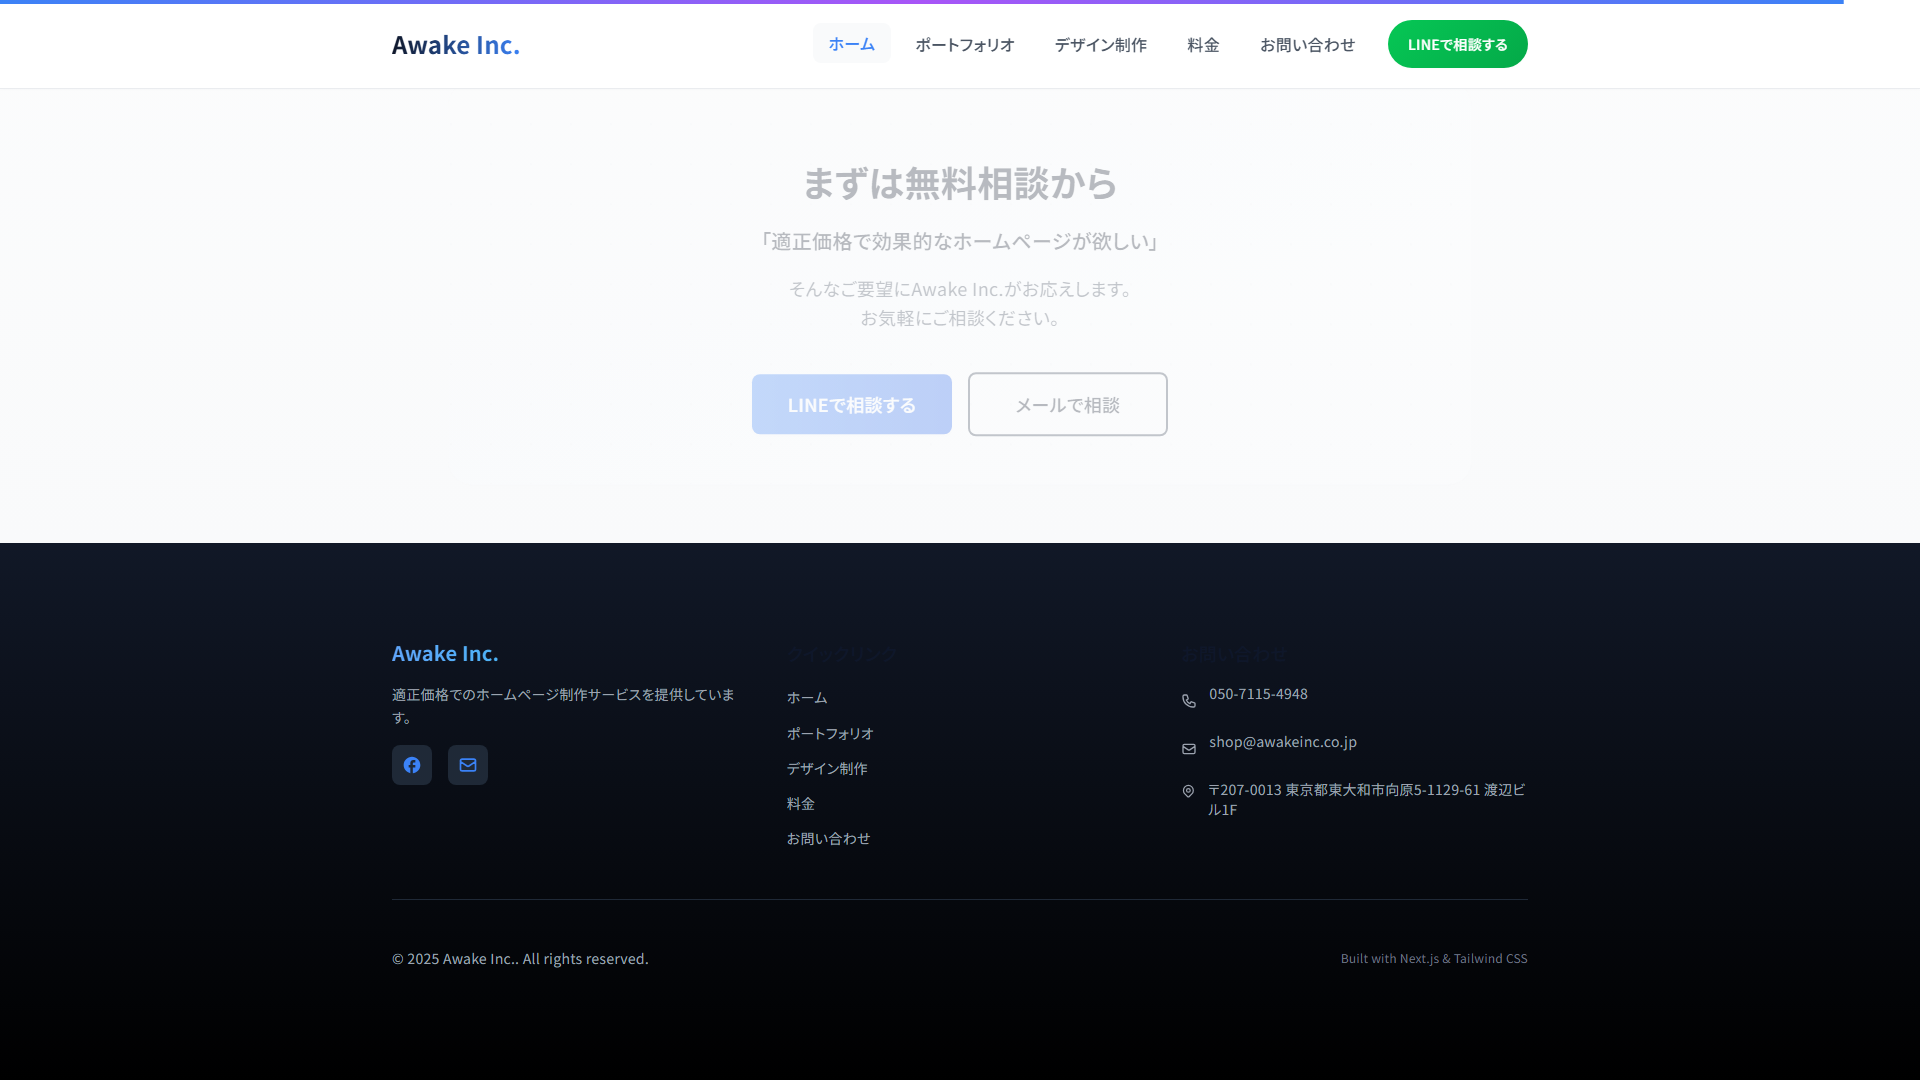 Awake Inc.
ホーム
ポートフォリオ
デザイン制作
料金
お問い合わせ
LINEで相談する
まずは無料相談から
「適正価格で効果的なホームページが欲しい」
そんなご要望にAwake Inc.がお応えします。
お気軽にご相談ください。
LINEで相談する
メールで相談
Awake Inc.
適正価格でのホームページ制作サービスを提供していま
す。
クイックリンク
ホーム
ポートフォリオ
デザイン制作
料金
お問い合わせ
お問い合わせ
050-7115-4948
shop@awakeinc.co.jp
〒207-0013 東京都東大和市向原5-1129-61 渡辺ビ
ル1F
© 2025 Awake Inc.. All rights reserved.
Built with Next.js & Tailwind CSS